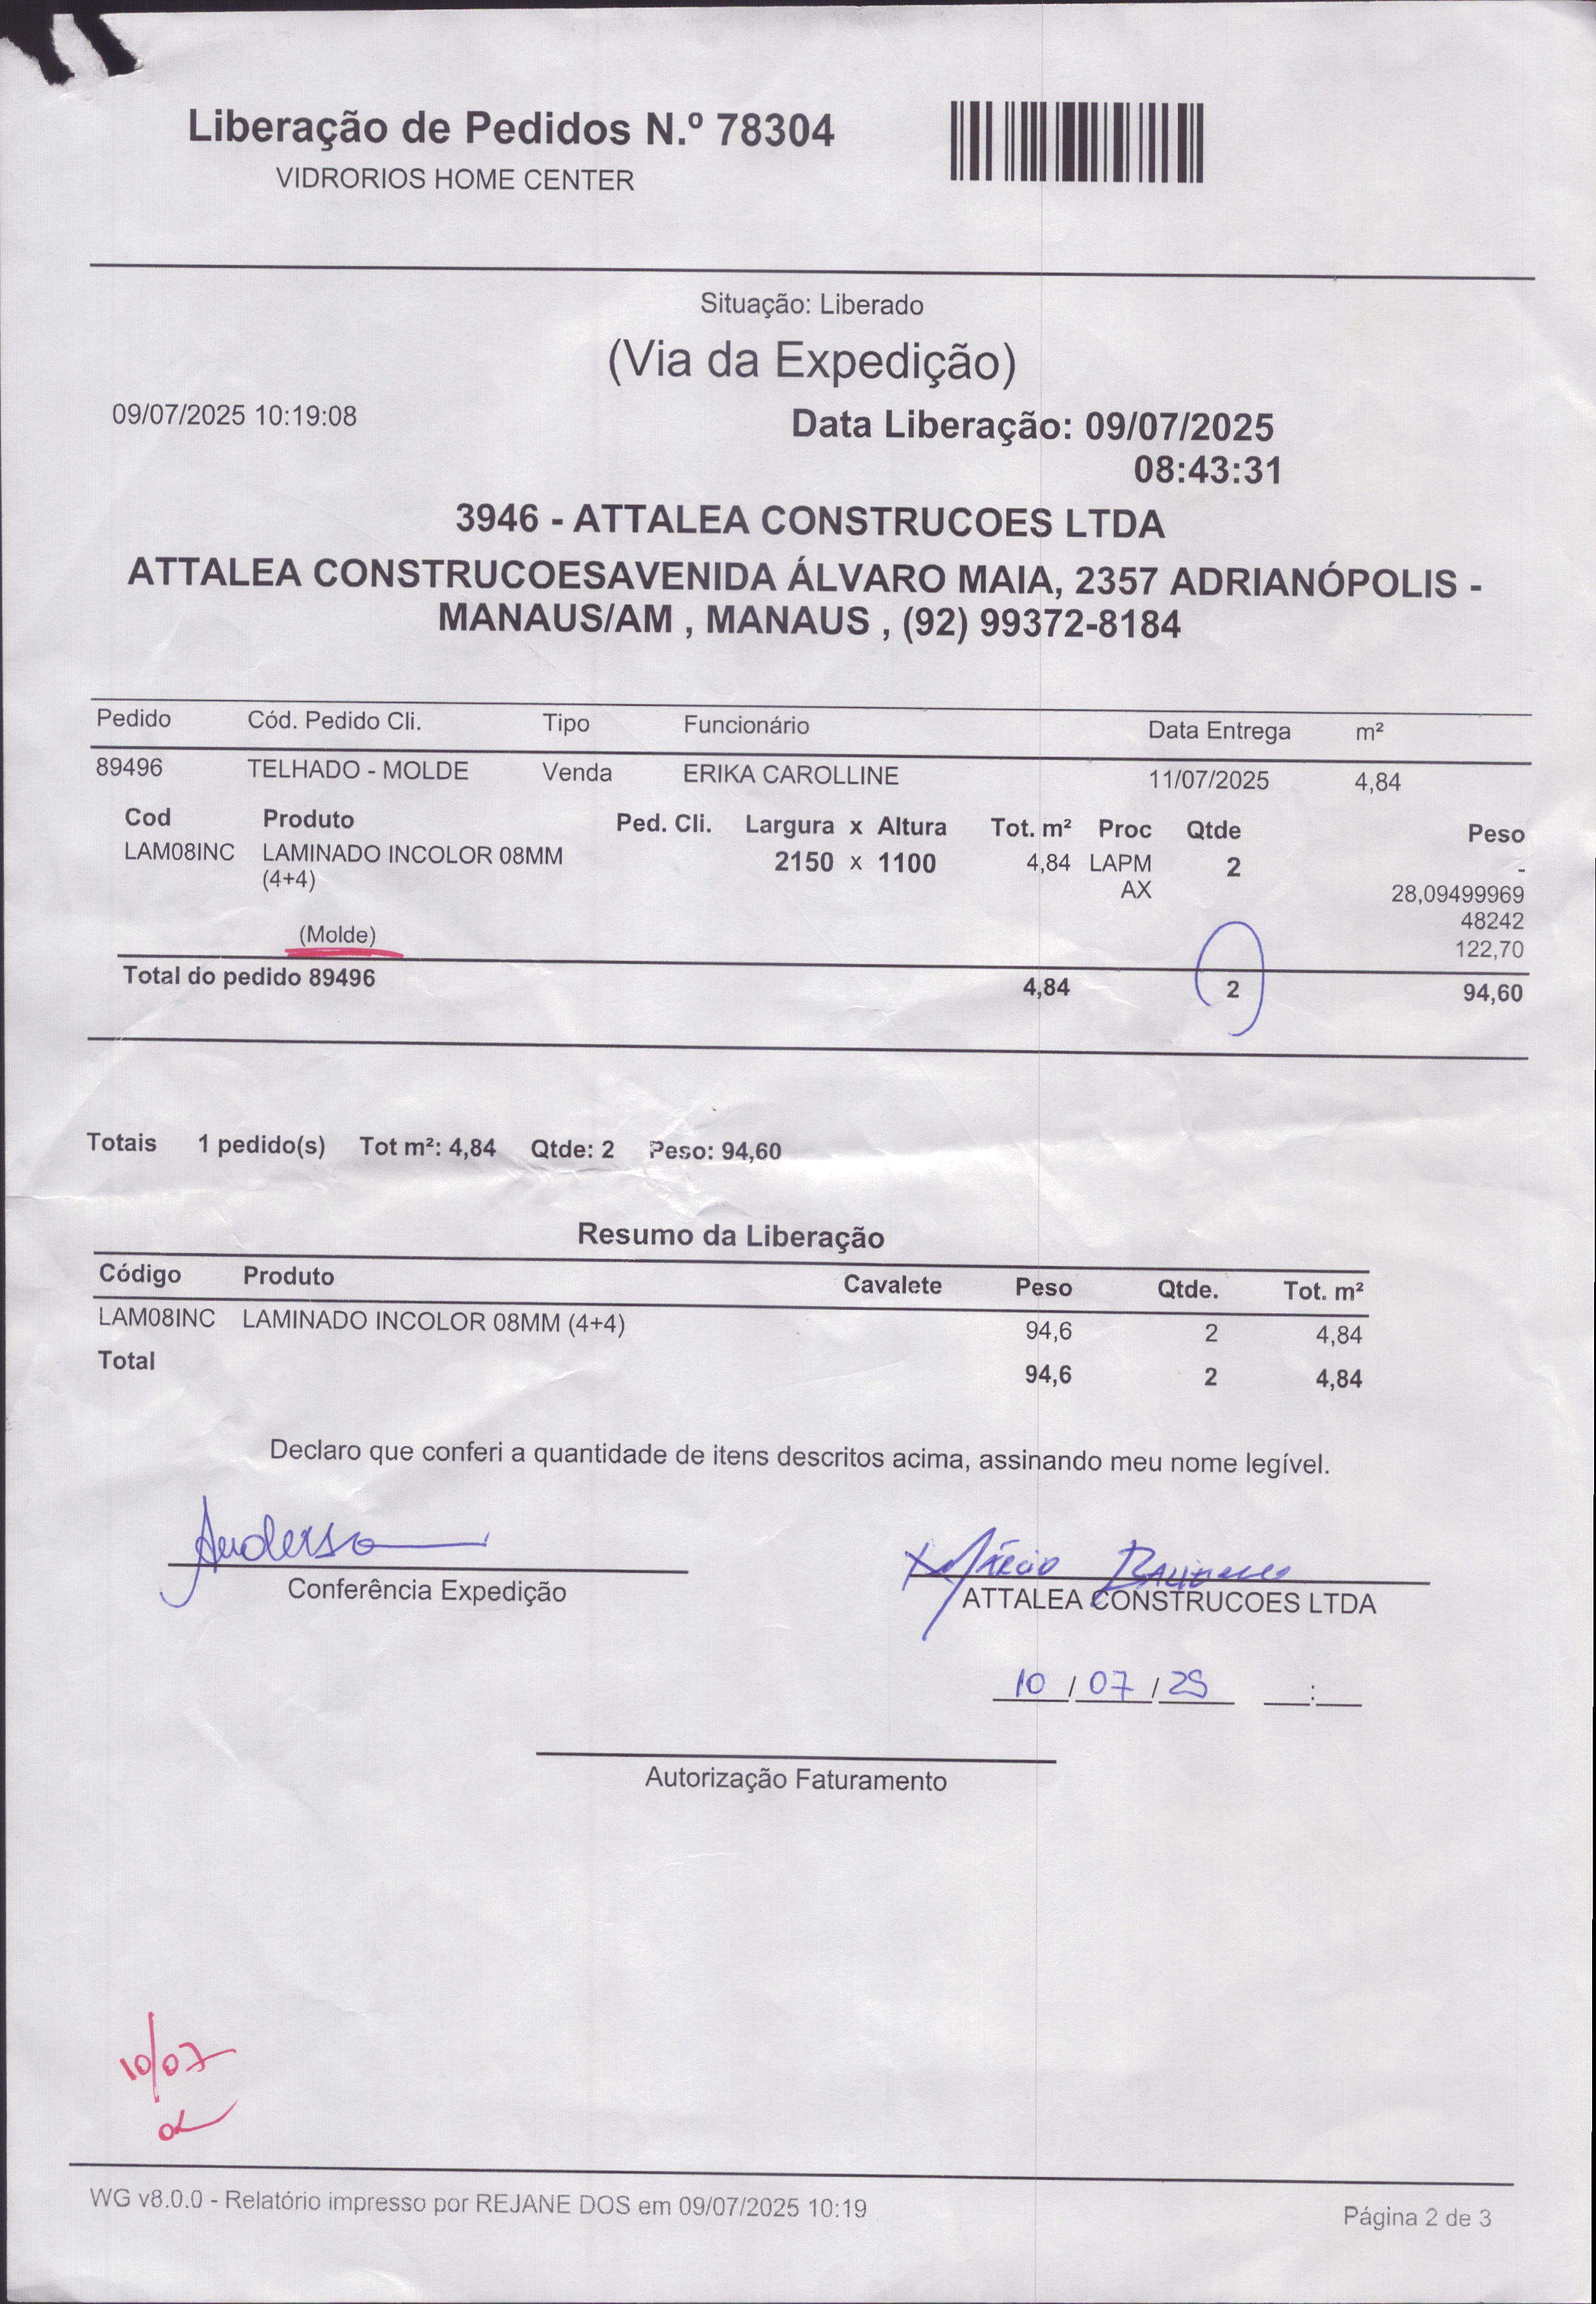 Liberação de Pedidos N.º 78304
VIDRORIOS HOME CENTER
Situação: Liberado
(Via da Expedição)
09/07/2025 10:19:08
Data Liberação: 09/07/2025
08:43:31
3946 - ATTALEA CONSTRUCOES LTDA
ATTALEA CONSTRUCOESAVENIDA ÁLVARO MAIA, 2357 ADRIANÓPOLIS -
MANAUS/AM , MANAUS , (92) 99372-8184
Pedido Cód. Pedido Cli. Tipo Funcionário Data Entrega m²
89496 TELHADO - MOLDE Venda ERIKA CAROLLINE 11/07/2025 4,84
Cod Produto Ped. Cli. Largura x Altura Tot. m² Proc Qtde Peso
LAM08INC LAMINADO INCOLOR 08MM 2150 x 1100 4,84 LAPM 2 -
(4+4) AX 28,09499969
48242
(Molde) 122,70
Total do pedido 89496 4,84 2 94,60
Totais 1 pedido(s) Tot m²: 4,84 Qtde: 2 Peso: 94,60
Resumo da Liberação
Código Produto Cavalete Peso Qtde. Tot. m²
LAM08INC LAMINADO INCOLOR 08MM (4+4) 94,6 2 4,84
Total 94,6 2 4,84
Declaro que conferi a quantidade de itens descritos acima, assinando meu nome legível.
Anderso Márcio
Conferência Expedição ATTALEA CONSTRUCOES LTDA
10 / 07 / 25 __:__
Autorização Faturamento
10/07
ok
WG v8.0.0 - Relatório impresso por REJANE DOS em 09/07/2025 10:19
Página 2 de 3